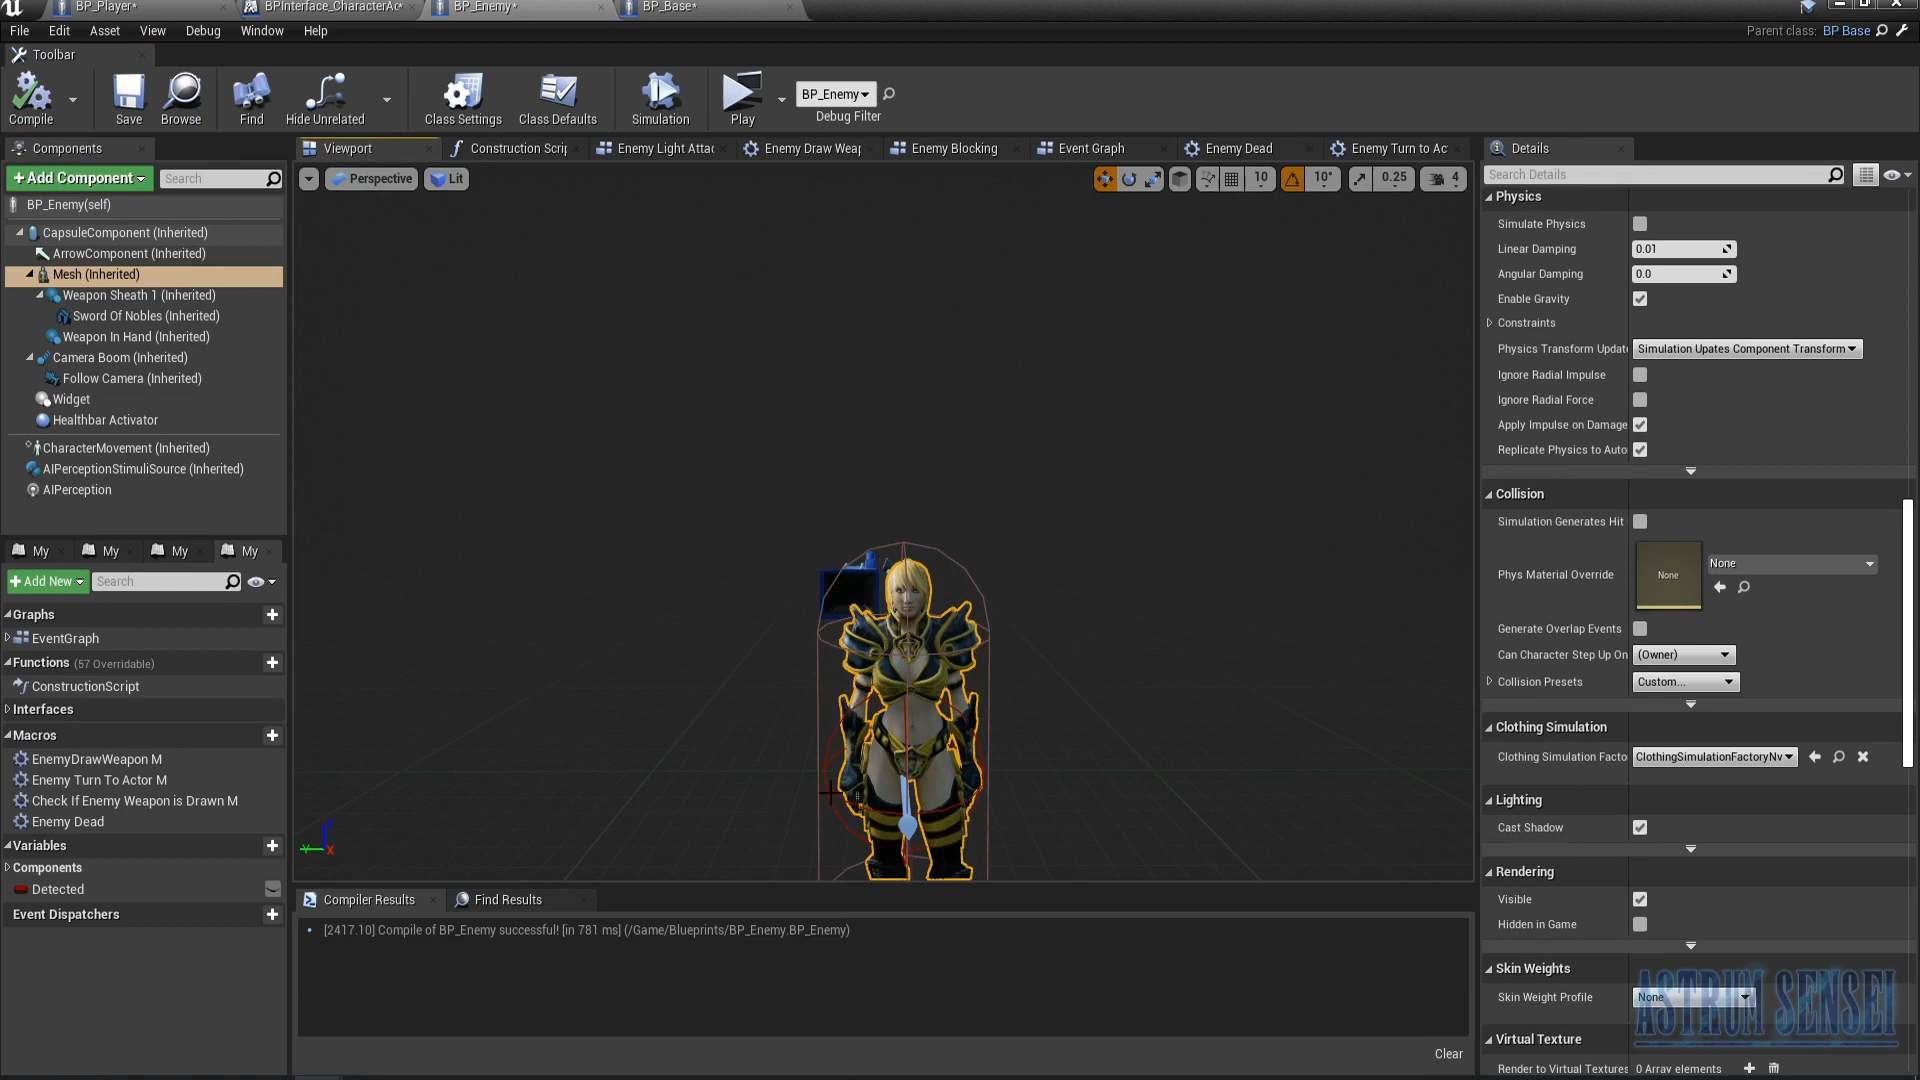 BP_Player*
BPInterface_CharacterAc*
BP_Enemy*
BP_Base*
File
Edit
Asset
View
Debug
Window
Help
Parent class: BP Base
Toolbar
Compile
Save
Browse
Find
Hide Unrelated
Class Settings
Class Defaults
Simulation
Play
BP_Enemy
Debug Filter
Components
Viewport
Construction Scrip
Enemy Light Attac
Enemy Draw Weap
Enemy Blocking
Event Graph
Enemy Dead
Enemy Turn to Ac
Details
+Add Component
Search
Perspective
Lit
10
10°
0.25
4
Search Details
BP_Enemy(self)
CapsuleComponent (Inherited)
ArrowComponent (Inherited)
Mesh (Inherited)
Weapon Sheath 1 (Inherited)
Sword Of Nobles (Inherited)
Weapon In Hand (Inherited)
Camera Boom (Inherited)
Follow Camera (Inherited)
Widget
Healthbar Activator
CharacterMovement (Inherited)
AIPerceptionStimuliSource (Inherited)
AIPerception
My
My
My
My
+Add New
Search
Graphs
EventGraph
Functions (57 Overridable)
ConstructionScript
Interfaces
Macros
EnemyDrawWeapon M
Enemy Turn To Actor M
Check If Enemy Weapon is Drawn M
Enemy Dead
Variables
Components
Detected
Event Dispatchers
Compiler Results
Find Results
[2417.10] Compile of BP_Enemy successful! [in 781 ms] (/Game/Blueprints/BP_Enemy.BP_Enemy)
Clear
Physics
Simulate Physics
Linear Damping
0.01
Angular Damping
0.0
Enable Gravity
Constraints
Physics Transform Updat
Simulation Upates Component Transform
Ignore Radial Impulse
Ignore Radial Force
Apply Impulse on Damage
Replicate Physics to Auto
Collision
Simulation Generates Hit
Phys Material Override
None
None
Generate Overlap Events
Can Character Step Up On
(Owner)
Collision Presets
Custom...
Clothing Simulation
Clothing Simulation Facto
ClothingSimulationFactoryNv
Lighting
Cast Shadow
Rendering
Visible
Hidden in Game
Skin Weights
Skin Weight Profile
None
ASTRUM SENSEI
Virtual Texture
Render to Virtual Textures
0 Array elements